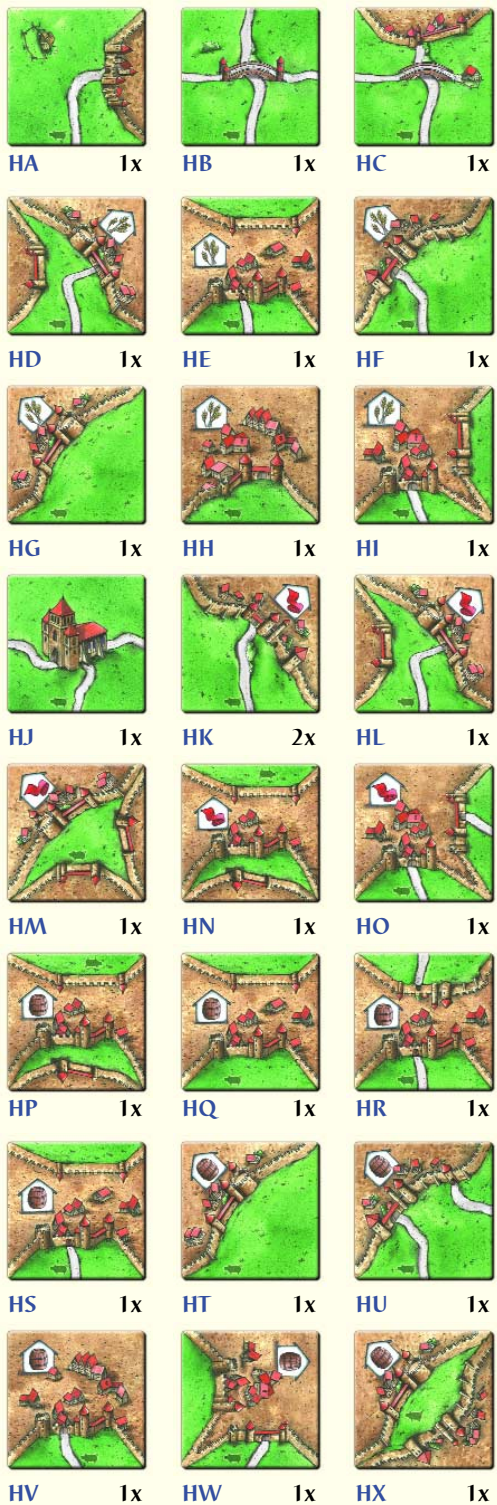 HA 1x HB 1x HC 1x
HD 1x HE 1x HF 1x
HG 1x HH 1x HI 1x
HJ 1x HK 2x HL 1x
HM 1x HN 1x HO 1x
HP 1x HQ 1x HR 1x
HS 1x HT 1x HU 1x
HV 1x HW 1x HX 1x